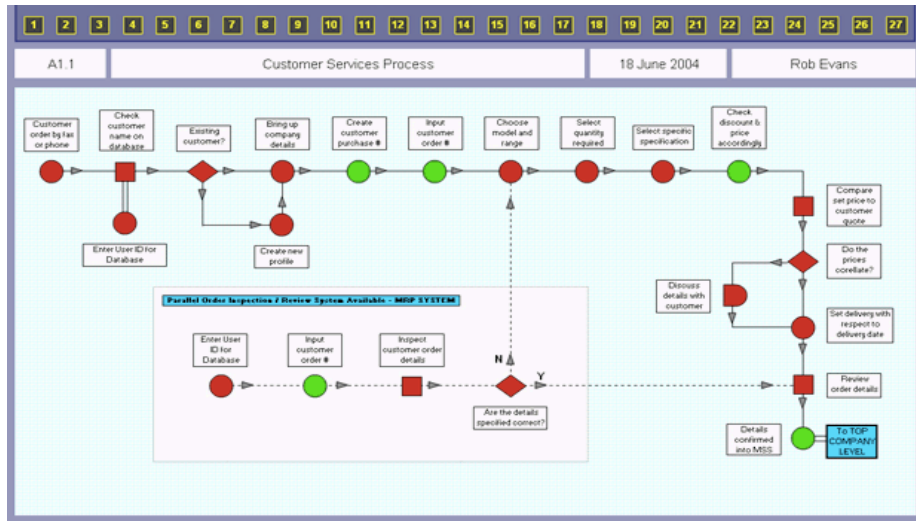 1 2 3 4 5 6 7 8 9 10 11 12 13 14 15 16 17 18 19 20 21 22 23 24 25 26 27
A1.1 Customer Services Process 18 June 2004 Rob Evans
Customer
order by fax
or phone
Check
customer
name on
database
Existing
customer?
Bring up
company
details
Create
customer
purchase #
Input
customer
order #
Choose
model and
range
Select
quantity
required
Select specific
specification
Check
discount &
price
accordingly
Enter User ID for
Database
Create new
profile
Compare
set price to
customer
quote
Do the
prices
corellate?
Discuss
details with
customer
Set delivery with
respect to
delivery date
Parallel Order Inspection / Review System Available - MRP SYSTEM
Enter User
ID for
Database
Input
customer
order #
Inspect
customer order
details
N
Y
Are the details
specified correct?
Review
order details
Details
confirmed
into MSS
To TOP
COMPANY
LEVEL